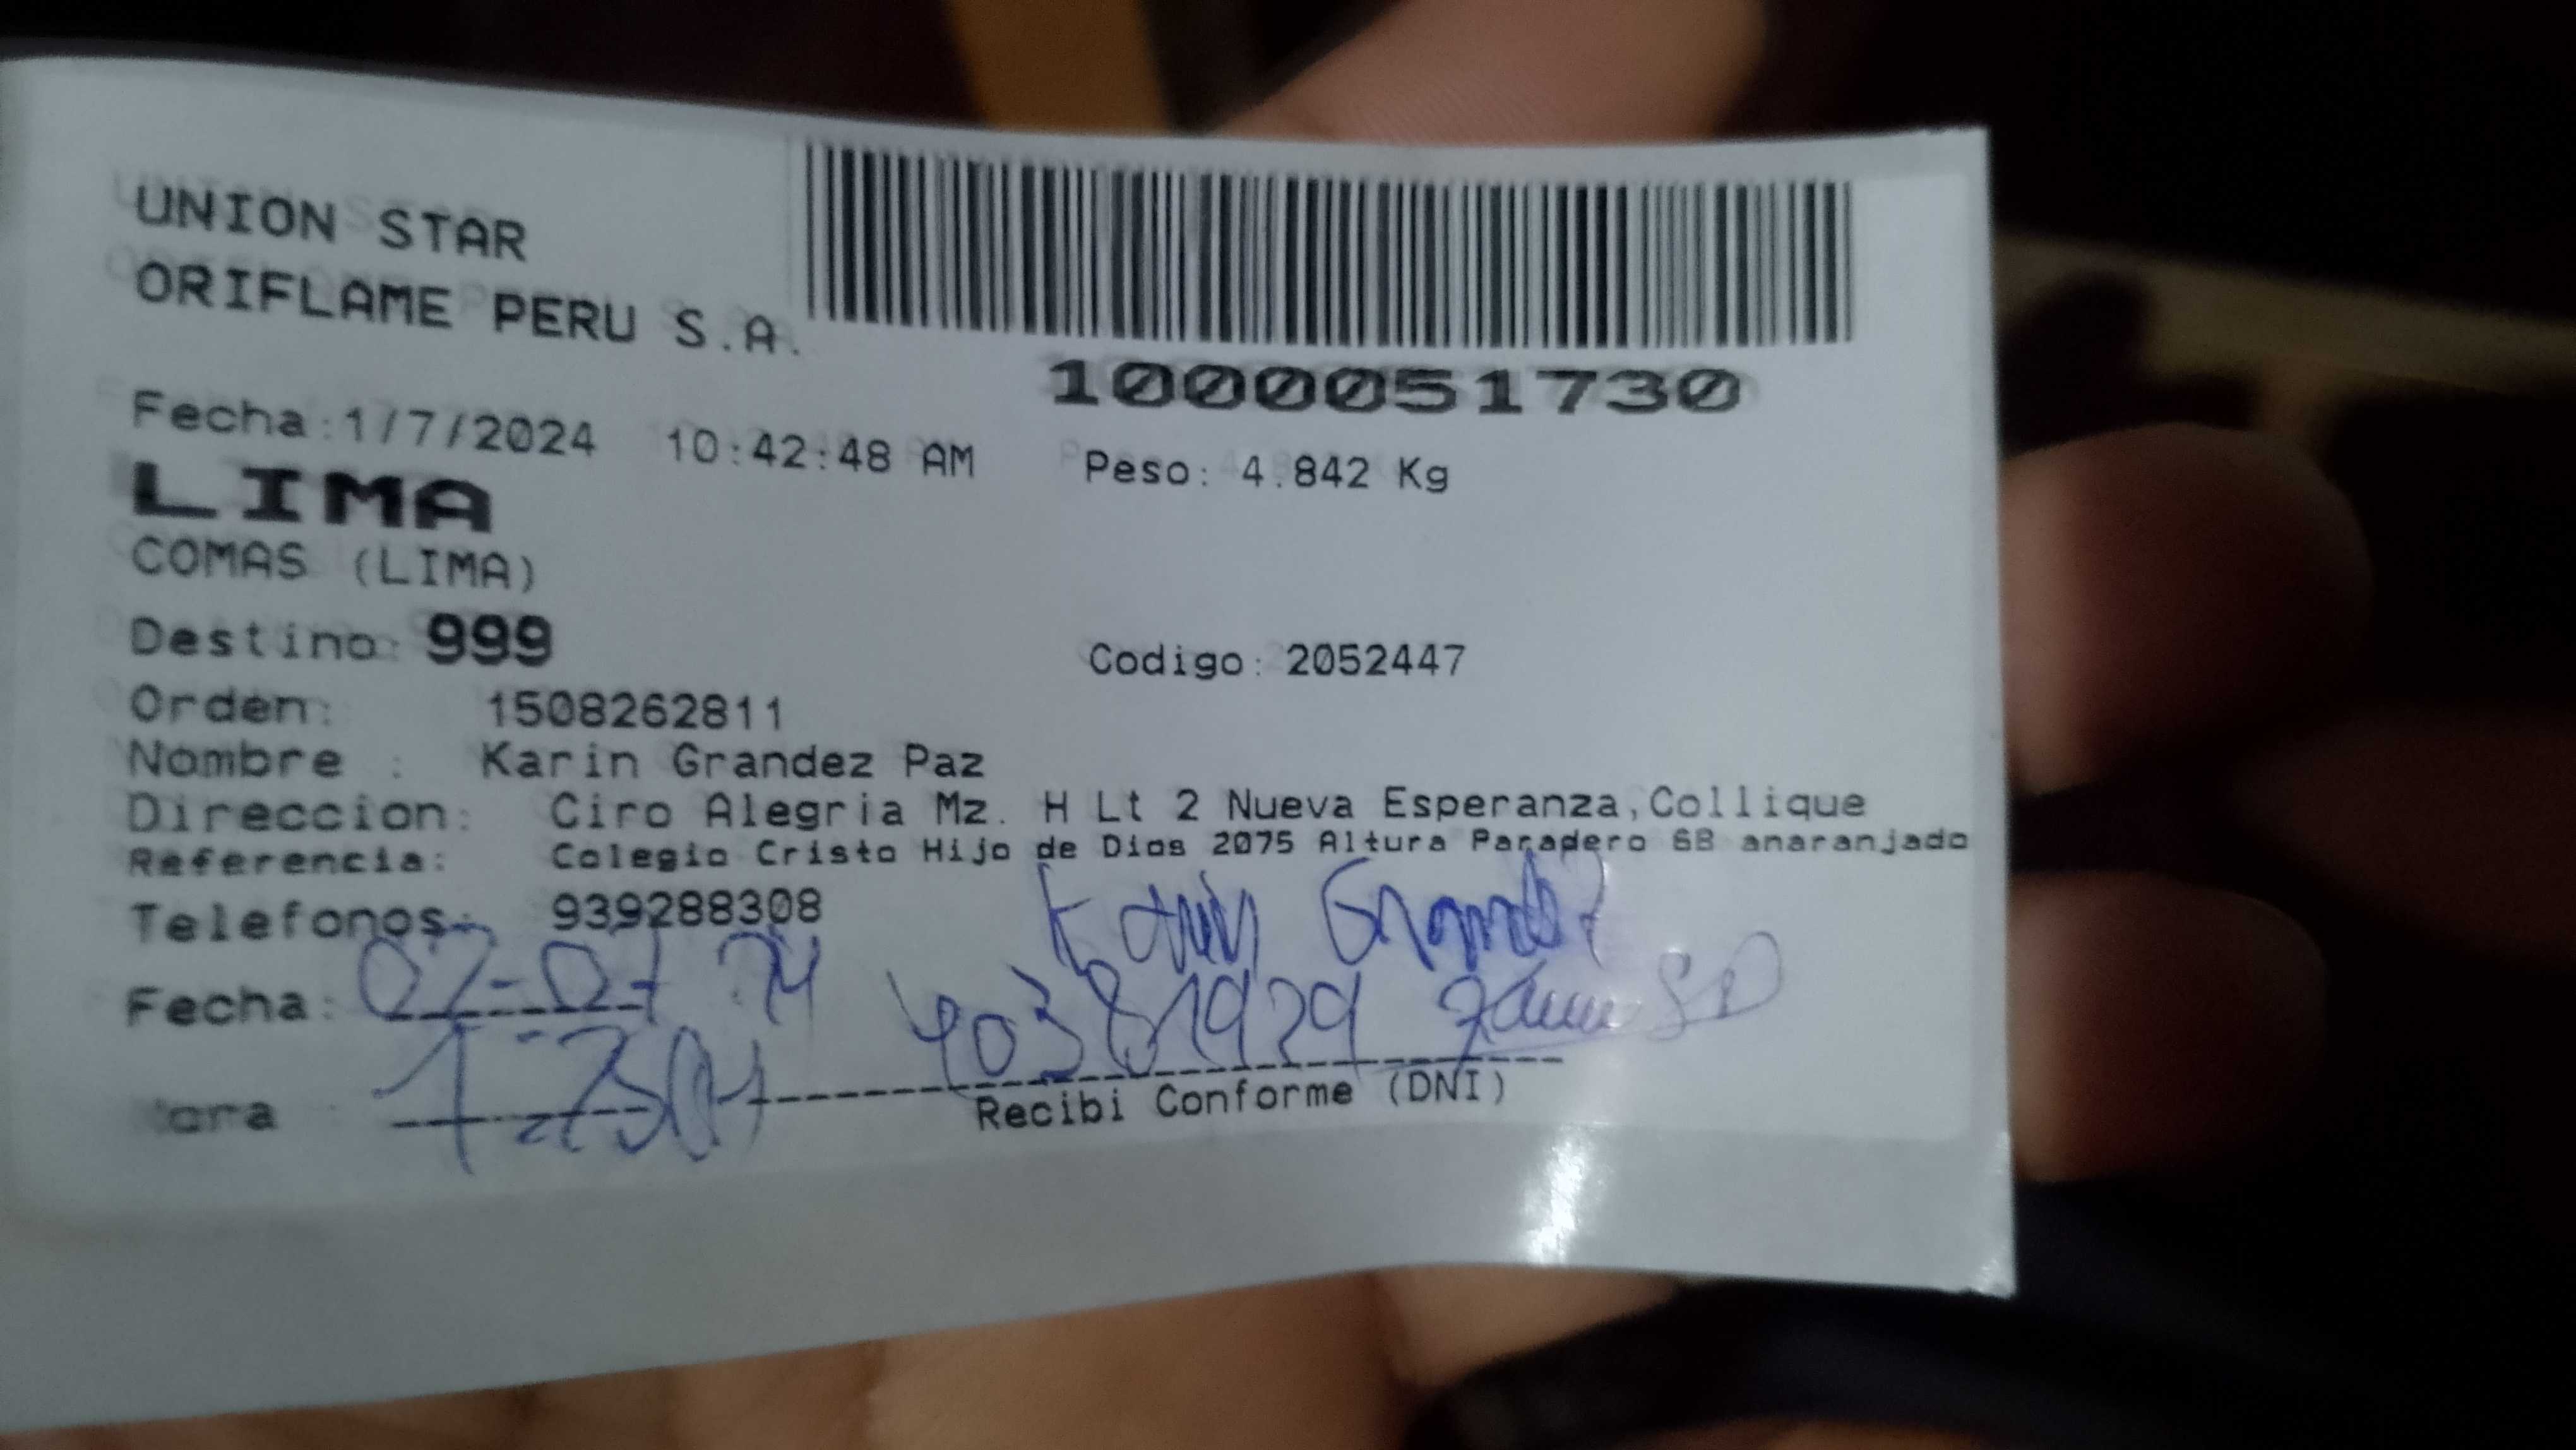 UNION STAR
ORIFLAME PERU S.A.
1000051730
Fecha:1/7/2024 10:42:48 AM Peso: 4.842 Kg
LIMA
COMAS (LIMA)
Destino: 999 Codigo: 2052447
Orden: 1508262811
Nombre : Karin Grandez Paz
Direccion: Ciro Alegria Mz. H Lt 2 Nueva Esperanza,Collique
Referencia: Colegio Cristo Hijo de Dios 2075 Altura Paradero 6B anaranjado
Telefonos: 939288308
Karin Grandez
Fecha: 02-07 24 40381929
Hora :
Recibi Conforme (DNI)